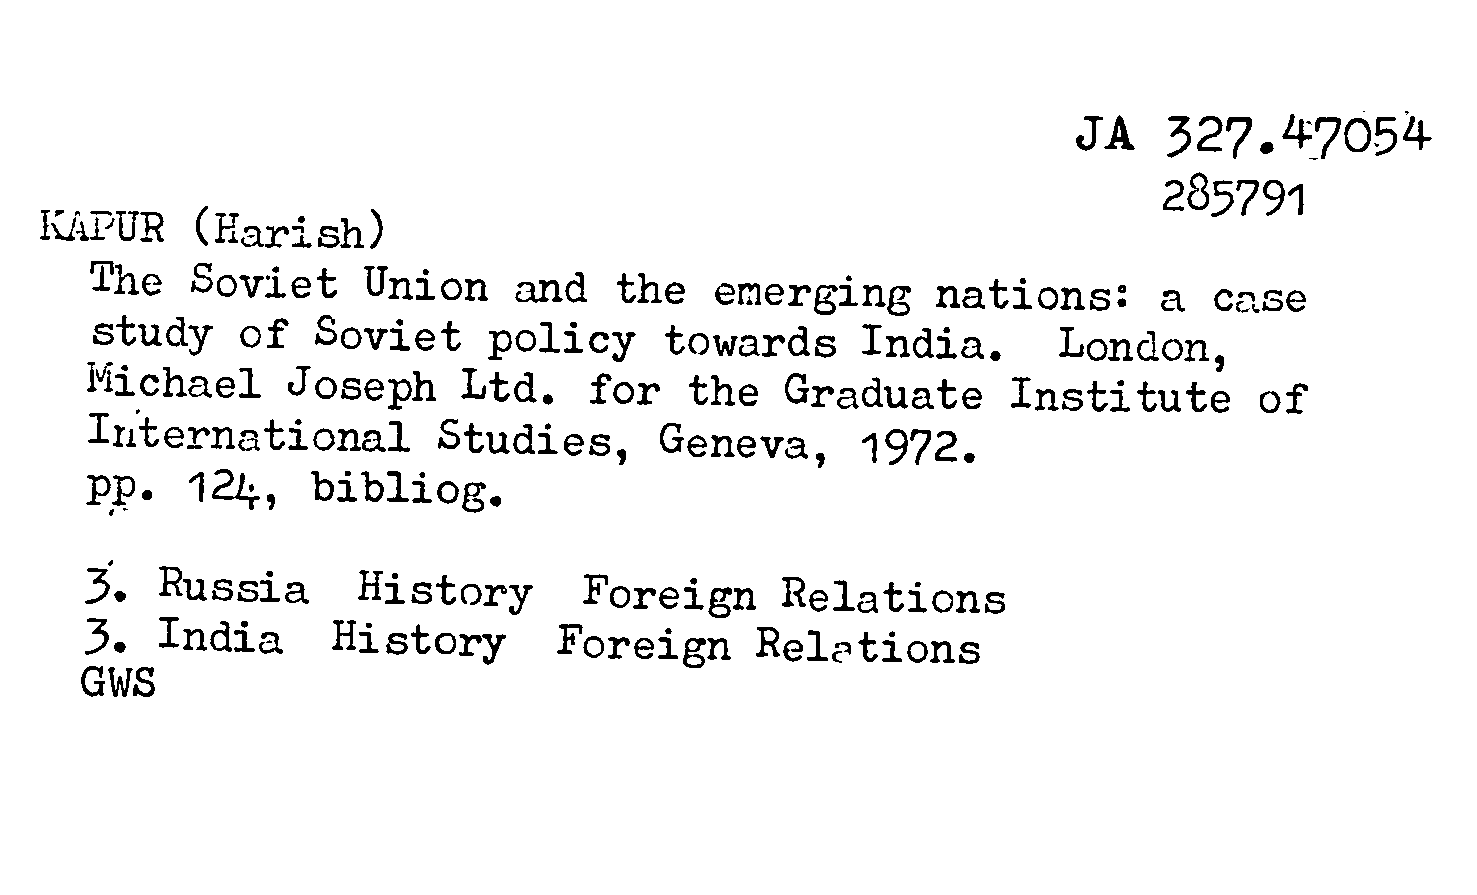 JA 327.47054
285791
KAPUR (Harish)
The Soviet Union and the emerging nations: a case
study of Soviet policy towards India. London,
Michael Joseph Ltd. for the Graduate Institute of
International Studies, Geneva, 1972.
pp. 124, bibliog.
3. Russia History Foreign Relations
3. India History Foreign Relations
GWS